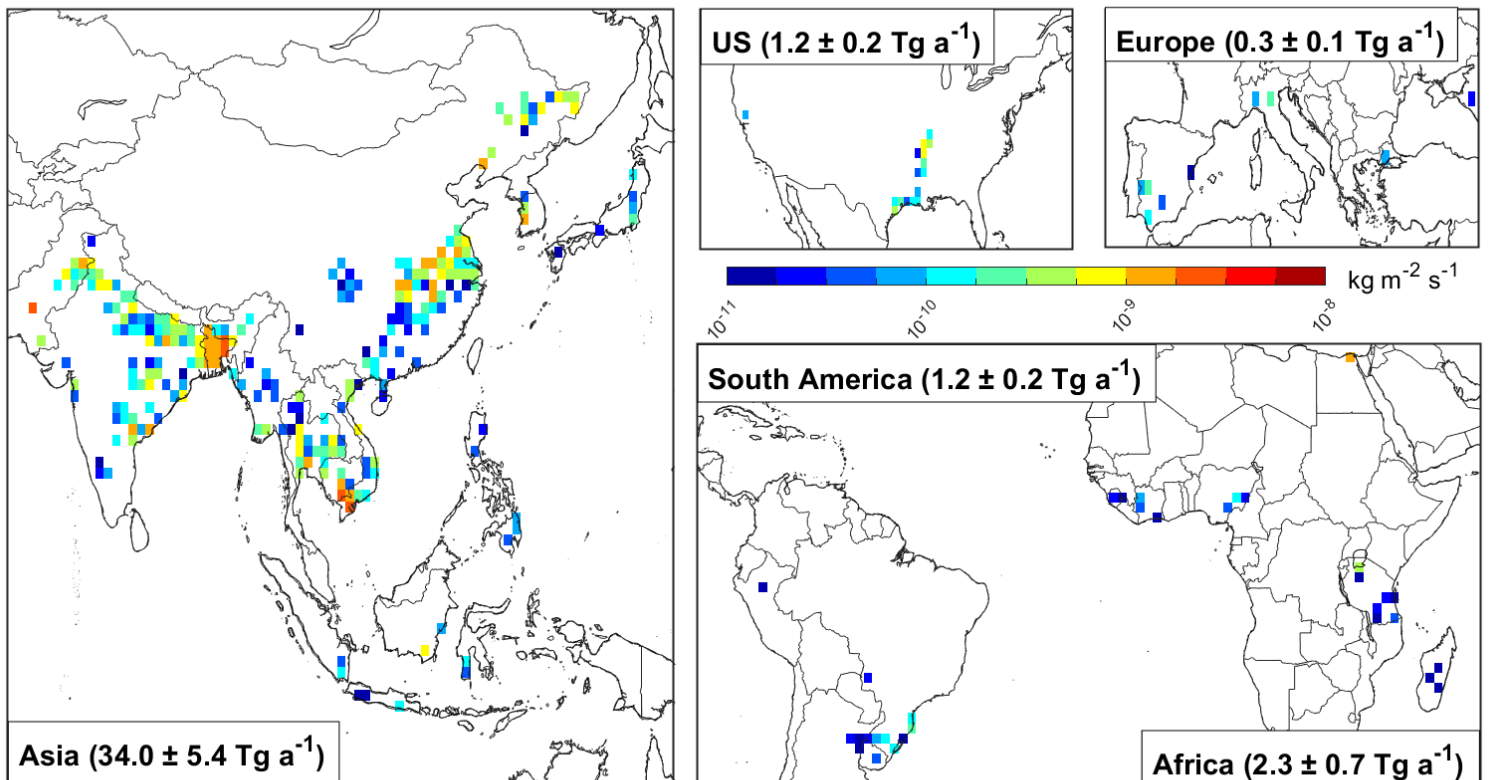 US (1.2 ± 0.2 Tg a⁻¹)
Europe (0.3 ± 0.1 Tg a⁻¹)
kg m⁻² s⁻¹
10⁻¹¹ 10⁻¹⁰ 10⁻⁹ 10⁻⁸
South America (1.2 ± 0.2 Tg a⁻¹)
Asia (34.0 ± 5.4 Tg a⁻¹)
Africa (2.3 ± 0.7 Tg a⁻¹)